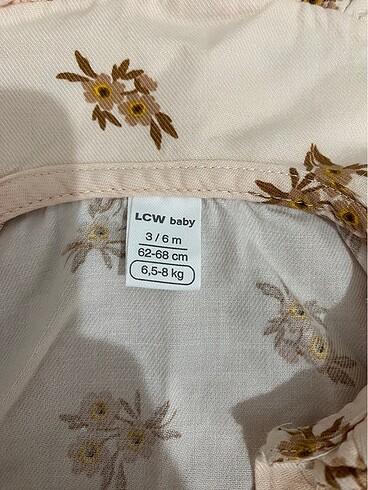 LCW baby
3 / 6 m
62-68 cm
6,5-8 kg